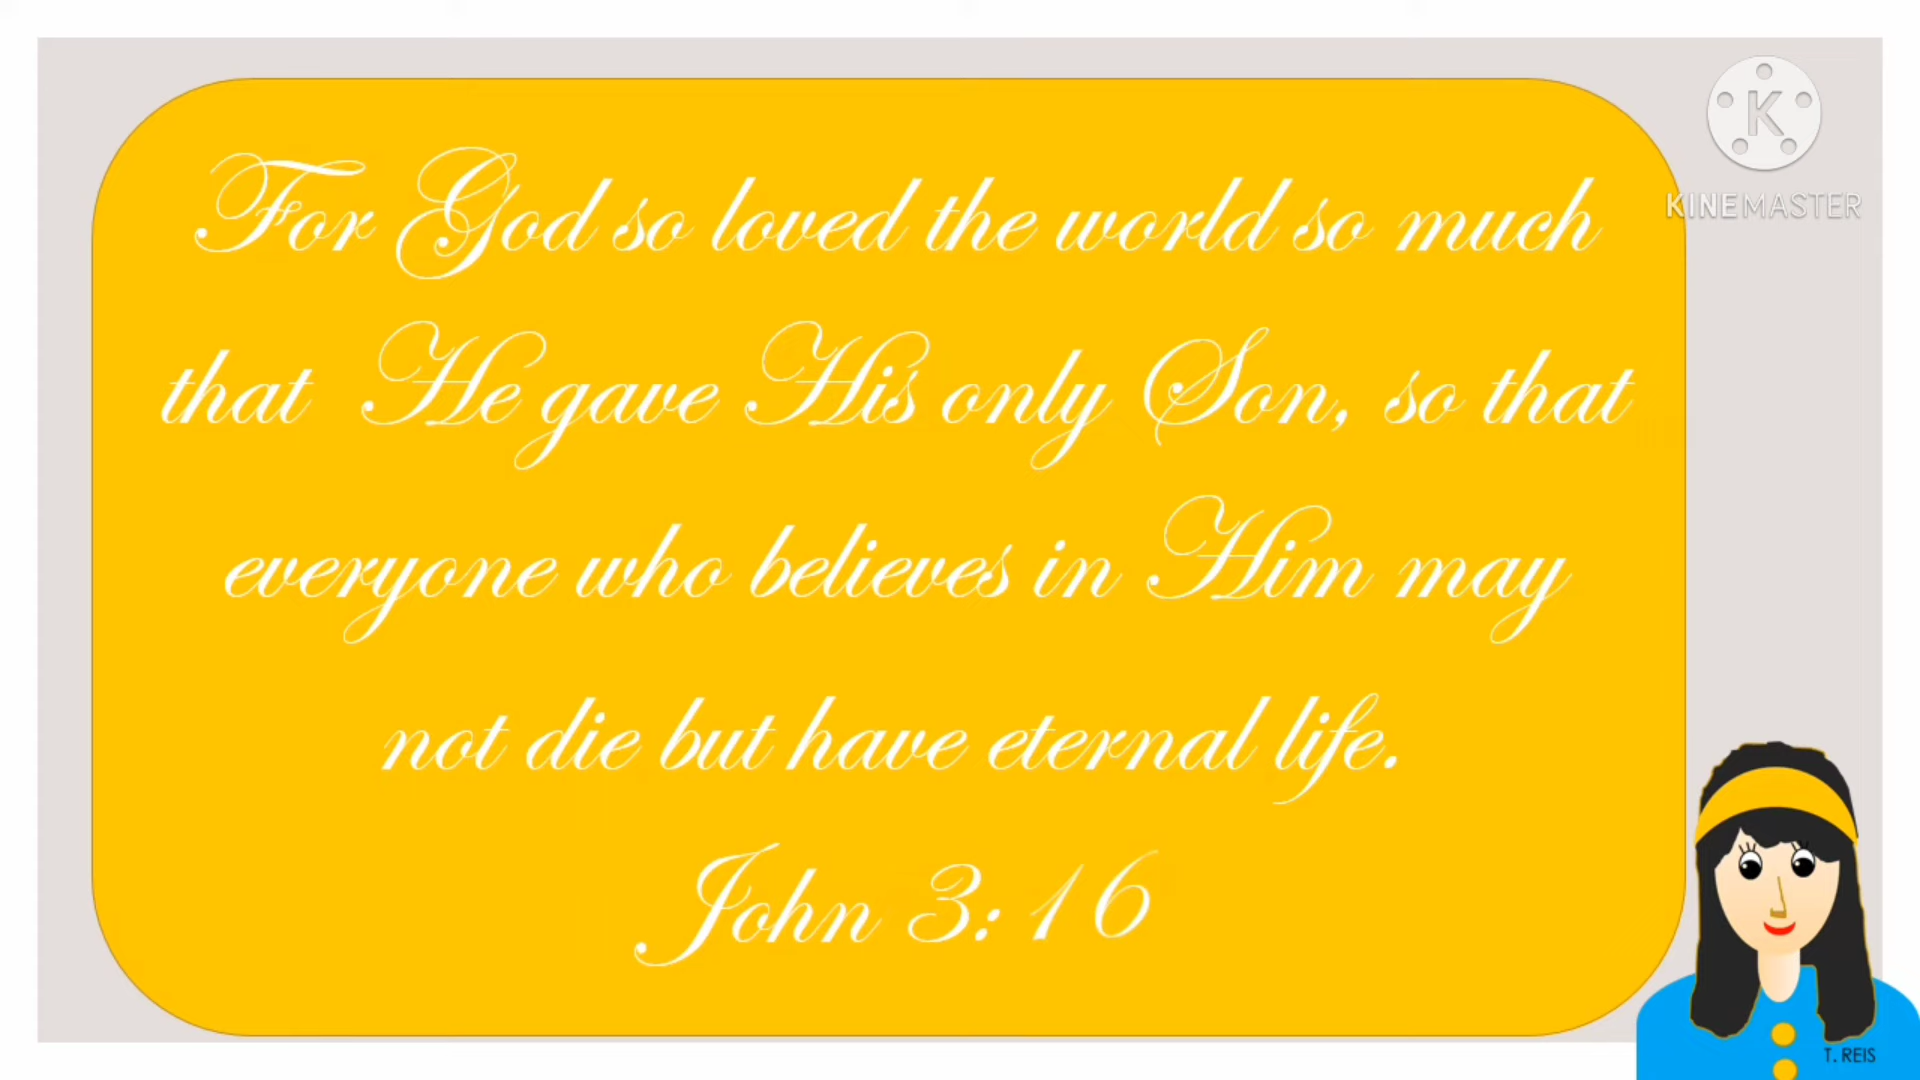 For God so loved the world so much
that He gave His only Son, so that
everyone who believes in Him may
not die but have eternal life.
John 3:16
K
KINEMASTER
T. REIS